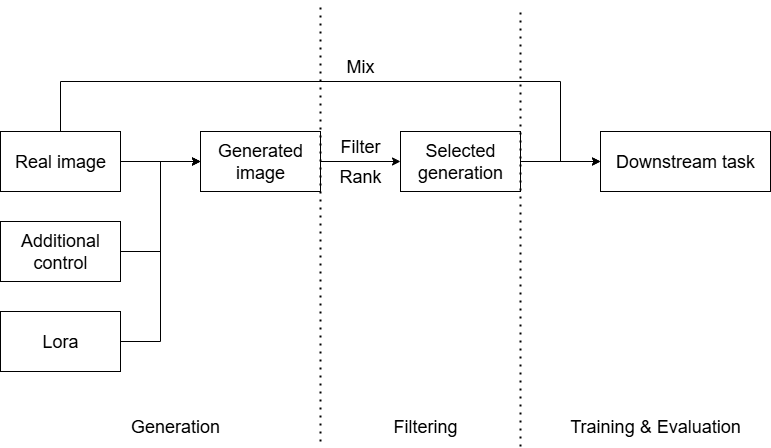 Mix
Real image
Generated
image
Filter
Rank
Selected
generation
Downstream task
Additional
control
Lora
Generation
Filtering
Training & Evaluation